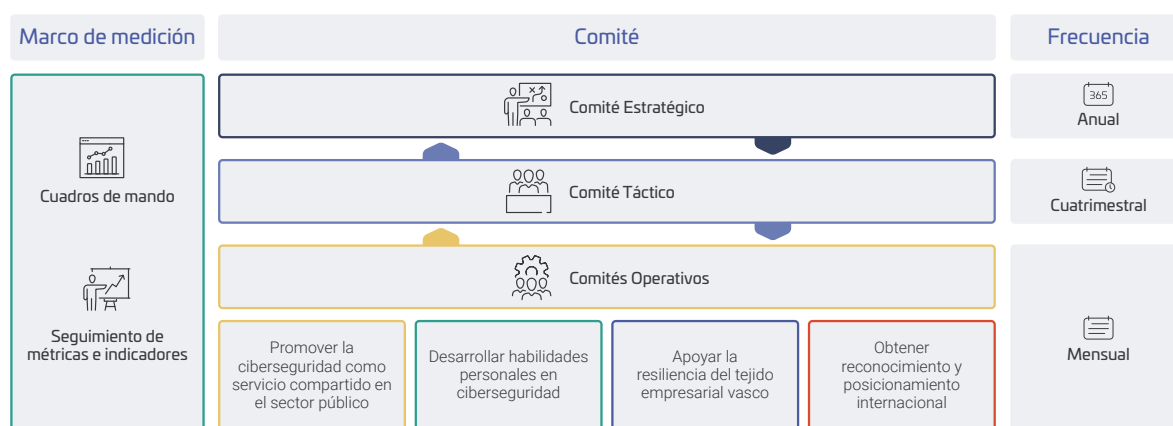 Marco de medición
Comité
Frecuencia
Cuadros de mando
Seguimiento de
métricas e indicadores
Comité Estratégico
365
Anual
Comité Táctico
Cuatrimestral
Comités Operativos
Promover la
ciberseguridad como
servicio compartido en
el sector público
Desarrollar habilidades
personales en
ciberseguridad
Apoyar la
resiliencia del tejido
empresarial vasco
Obtener
reconocimiento y
posicionamiento
internacional
Mensual